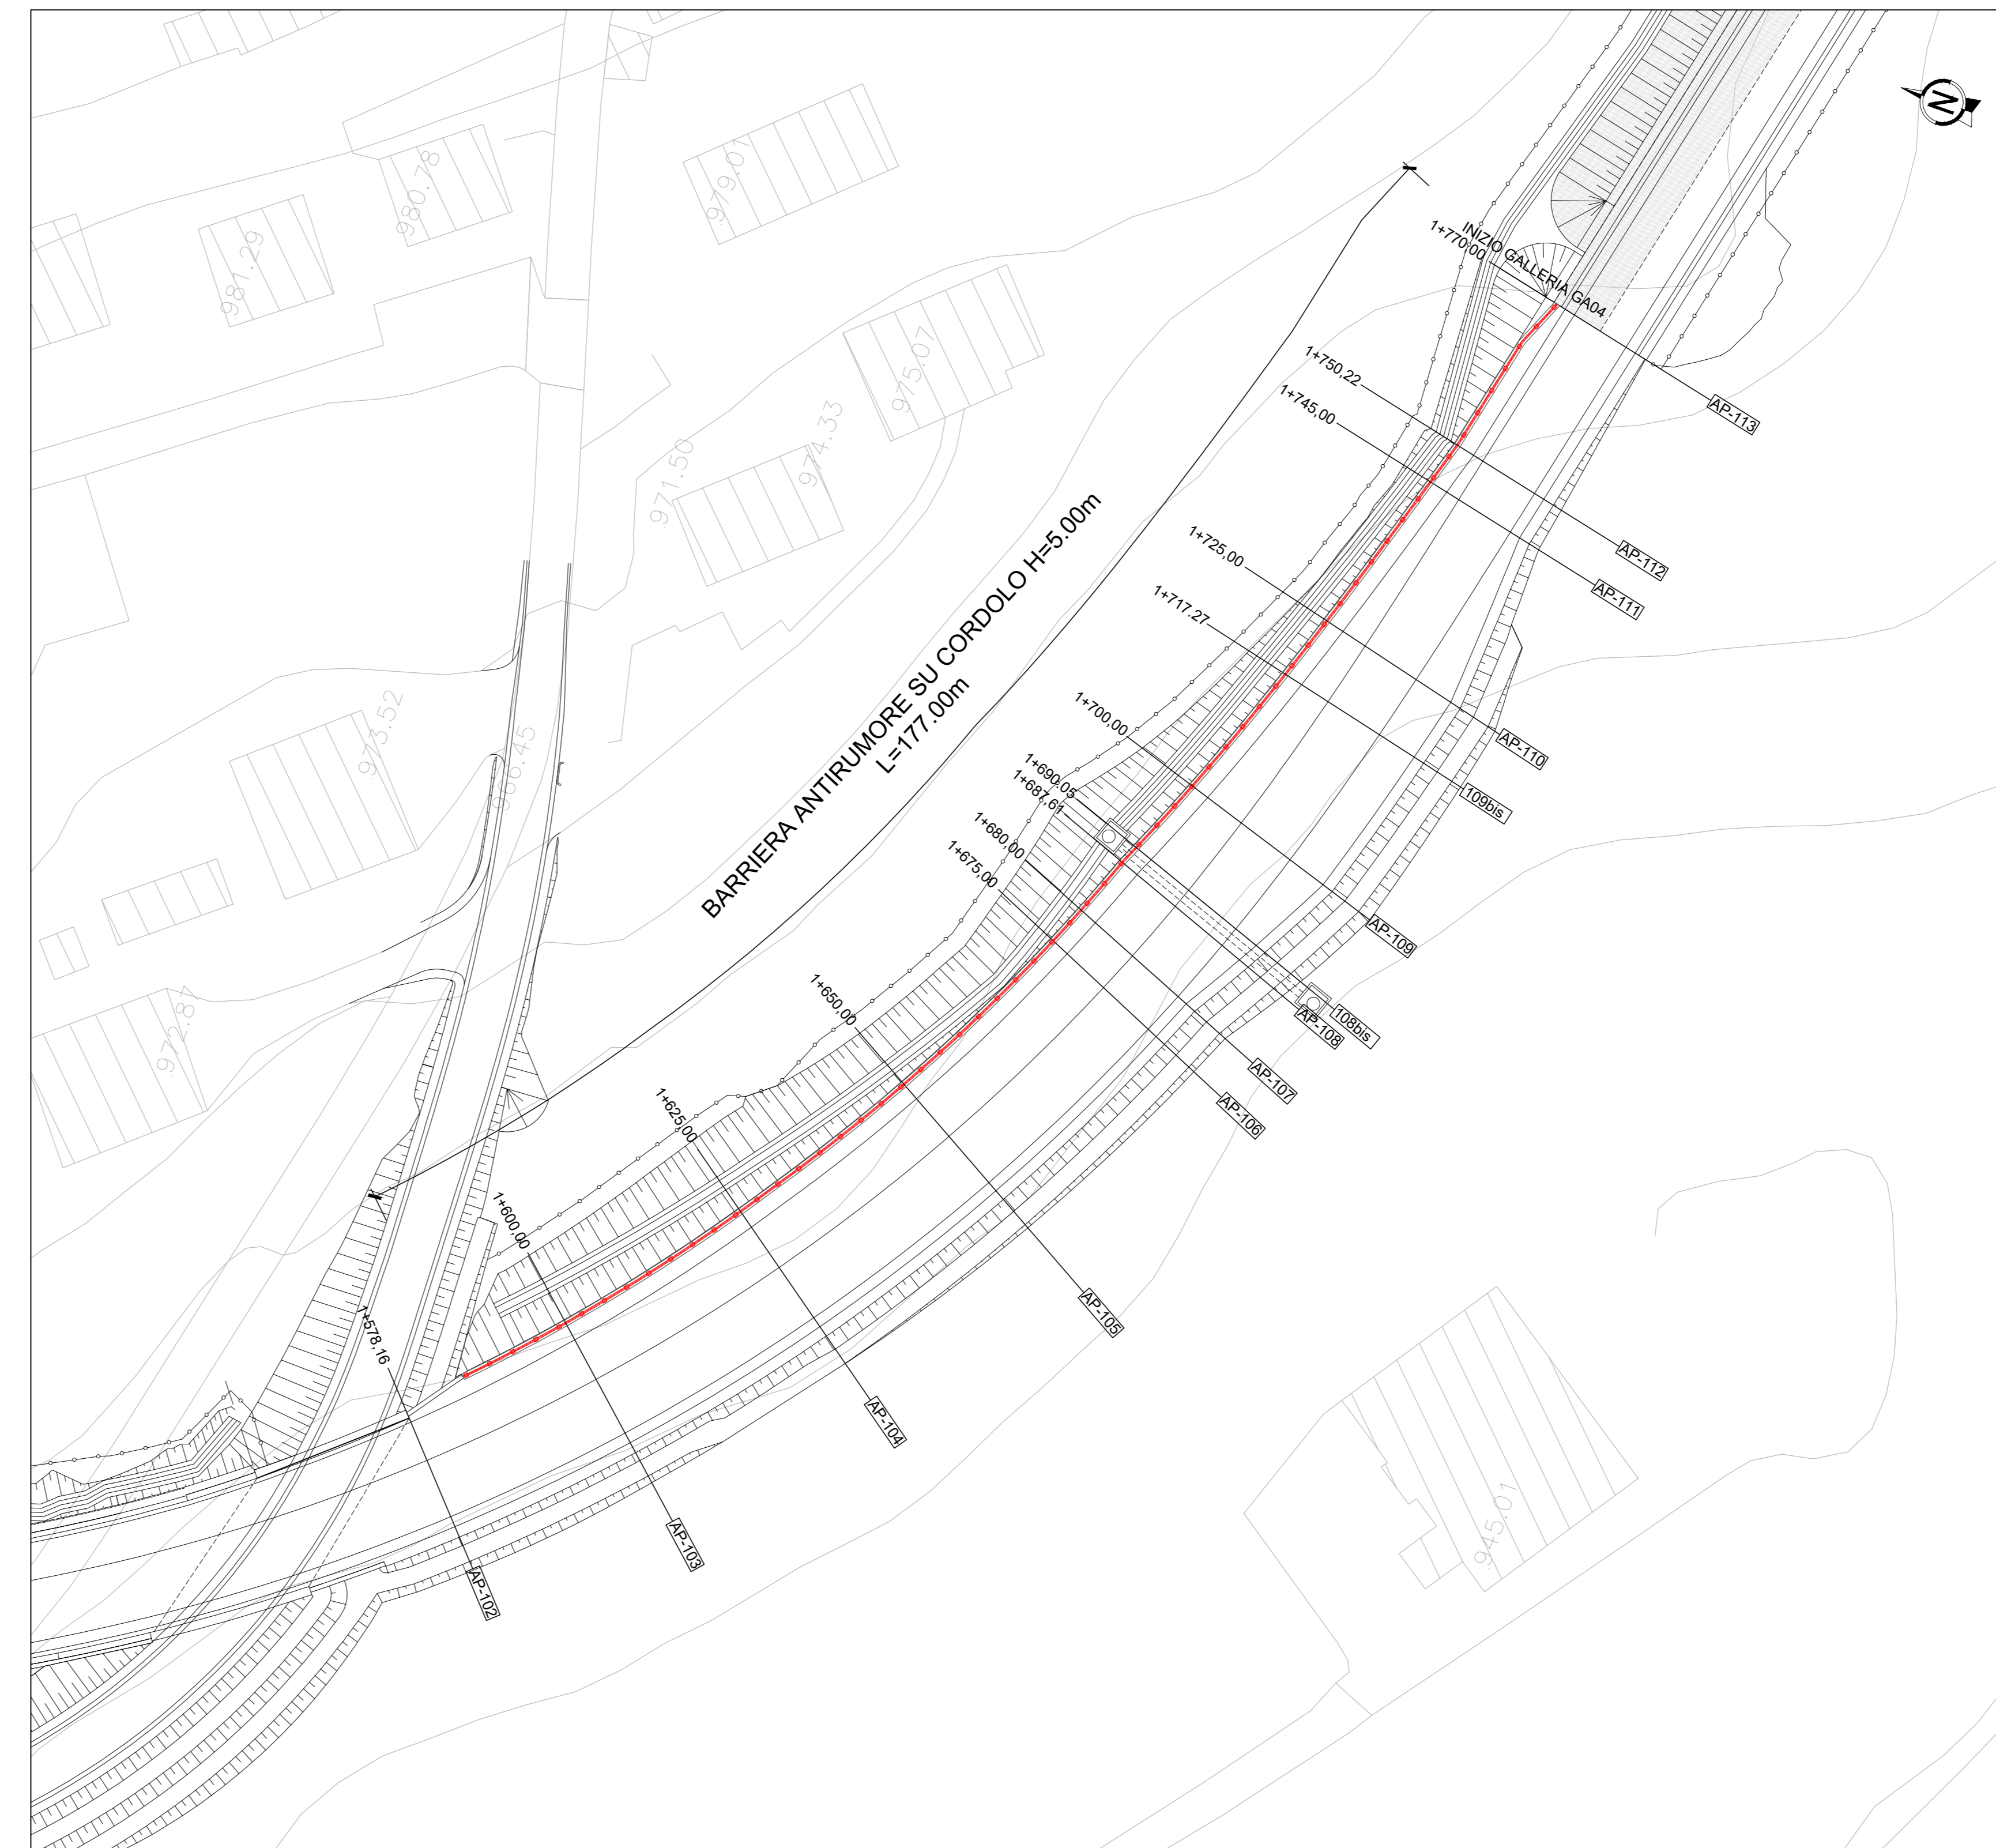 980.78
979.07
981.29
975.07
974.33
971.50
973.52
966.45
972.87
945.01
N
INIZIO GALLERIA GA04
1+770,00
1+750,22
1+745,00
1+725,00
1+717.27
1+700,00
1+690.05
1+687,61
1+680,00
1+675,00
1+650,00
1+625,00
1+600,00
1+578,16
BARRIERA ANTIRUMORE SU CORDOLO H=5.00m
L=177.00m
AP-113
AP-112
AP-111
AP-110
109bis
AP-109
108bis
AP-108
AP-107
AP-106
AP-105
AP-104
AP-103
AP-102